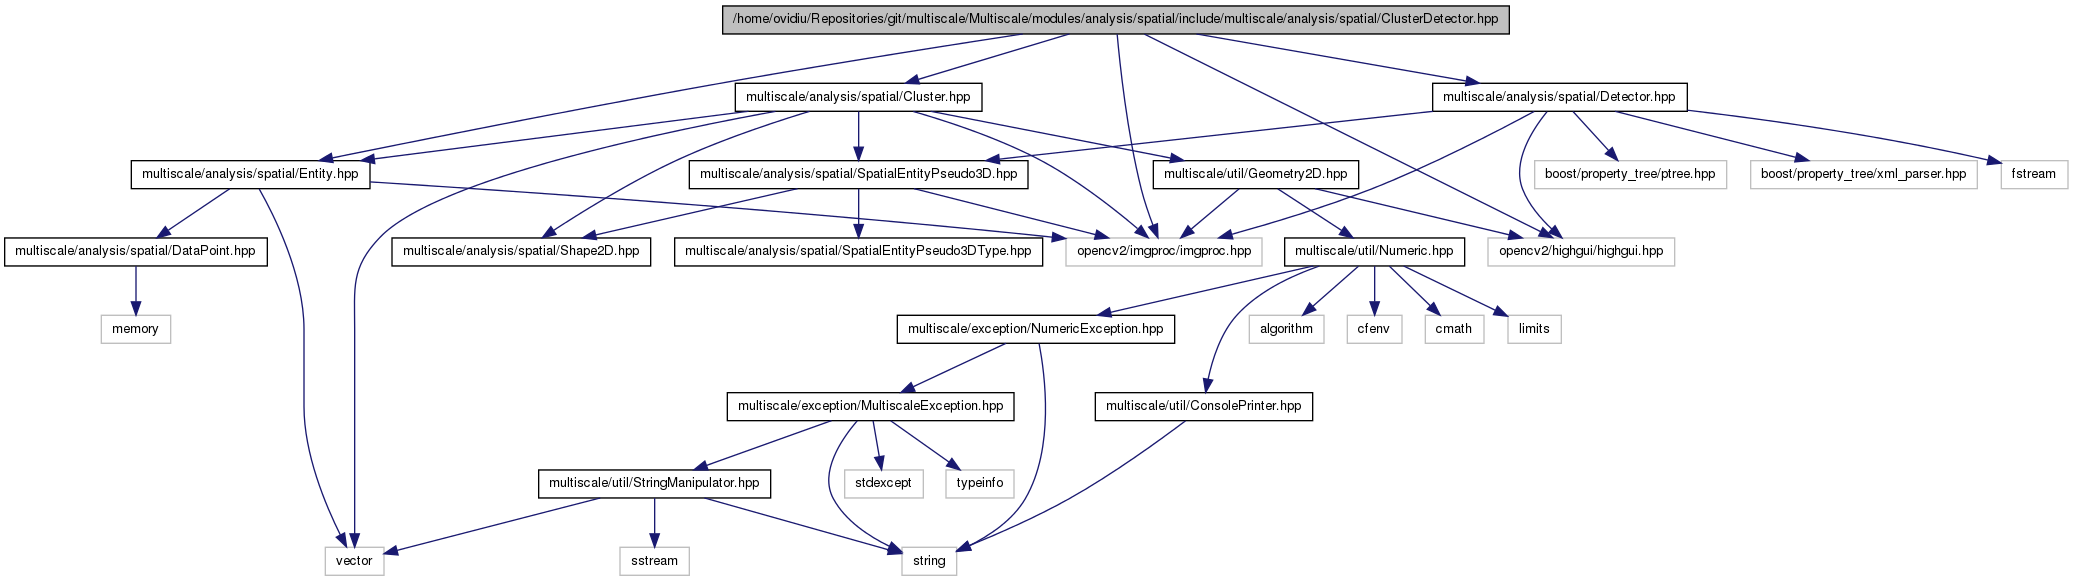 /home/ovidiu/Repositories/git/multiscale/Multiscale/modules/analysis/spatial/include/multiscale/analysis/spatial/ClusterDetector.hpp
multiscale/analysis/spatial/Cluster.hpp
multiscale/analysis/spatial/Detector.hpp
multiscale/analysis/spatial/Entity.hpp
multiscale/analysis/spatial/SpatialEntityPseudo3D.hpp
multiscale/util/Geometry2D.hpp
boost/property_tree/ptree.hpp
boost/property_tree/xml_parser.hpp
fstream
multiscale/analysis/spatial/DataPoint.hpp
multiscale/analysis/spatial/Shape2D.hpp
multiscale/analysis/spatial/SpatialEntityPseudo3DType.hpp
opencv2/imgproc/imgproc.hpp
multiscale/util/Numeric.hpp
opencv2/highgui/highgui.hpp
memory
multiscale/exception/NumericException.hpp
algorithm
cfenv
cmath
limits
multiscale/exception/MultiscaleException.hpp
multiscale/util/ConsolePrinter.hpp
multiscale/util/StringManipulator.hpp
stdexcept
typeinfo
vector
sstream
string